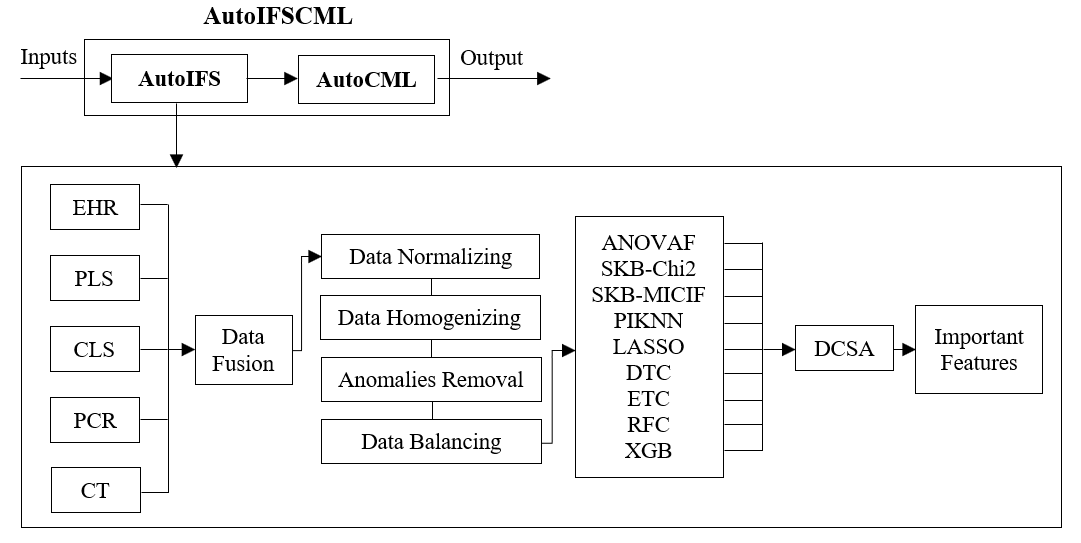 AutoIFSCML
Inputs
AutoIFS
AutoCML
Output
EHR
PLS
CLS
PCR
CT
Data
Fusion
Data Normalizing
Data Homogenizing
Anomalies Removal
Data Balancing
ANOVAF
SKB-Chi2
SKB-MICIF
PIKNN
LASSO
DTC
ETC
RFC
XGB
DCSA
Important
Features